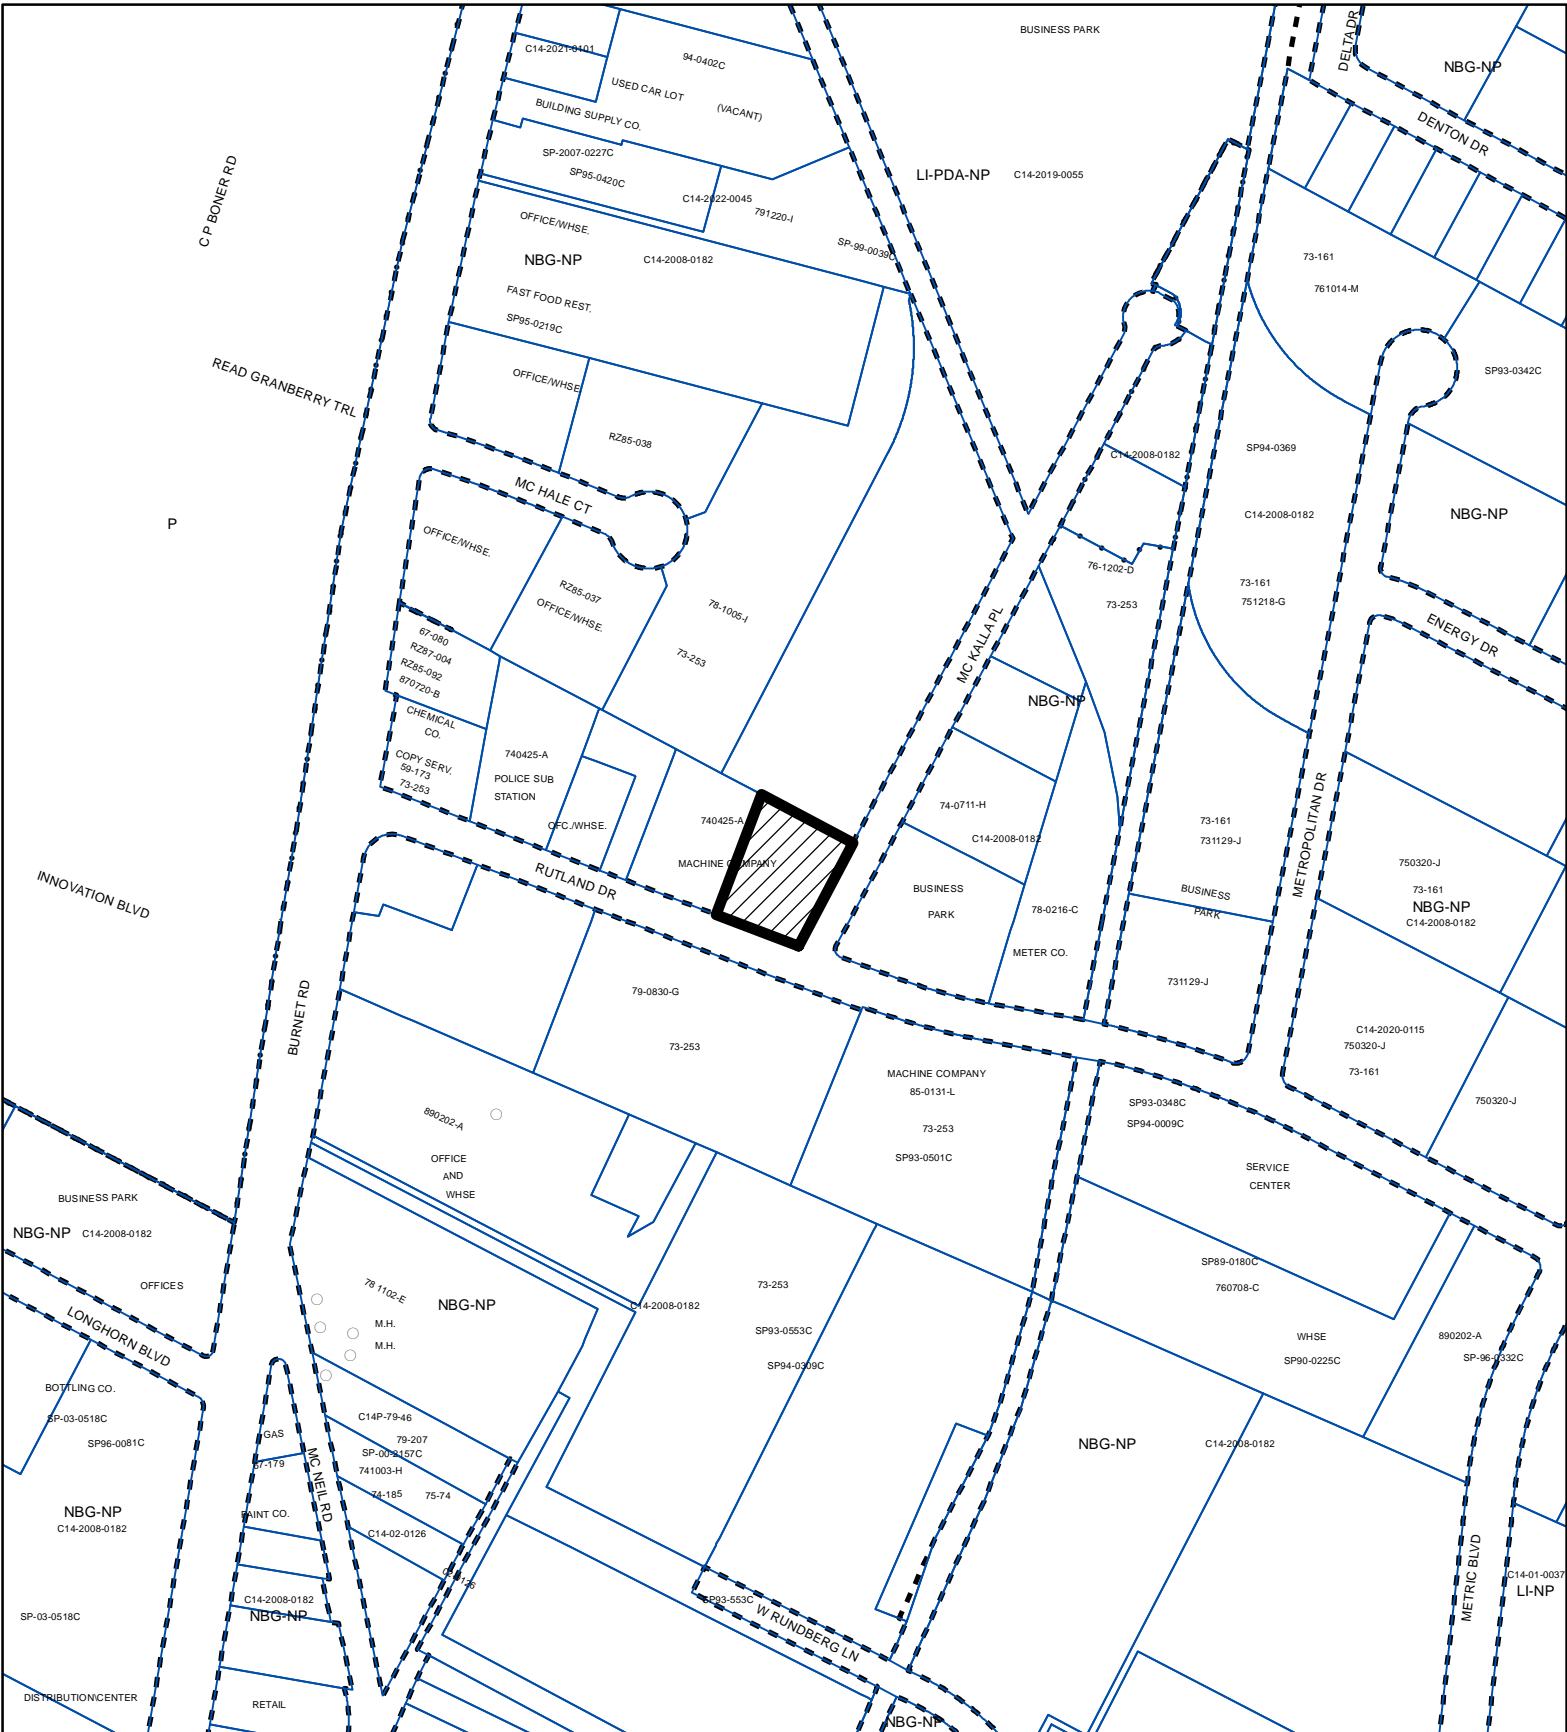 BUSINESS PARK
DELTA DR
C14-2021-0101
94-0402C
NBG-NP
USED CAR LOT
(VACANT)
BUILDING SUPPLY CO.
DENTON DR
SP-2007-0227C
SP95-0420C
LI-PDA-NP
C14-2019-0055
C P BONER RD
C14-2022-0045
791220-I
OFFICE/WHSE.
SP-99-0039C
NBG-NP
C14-2008-0182
73-161
761014-M
FAST FOOD REST.
SP95-0219C
READ GRANBERRY TRL
OFFICE/WHSE
SP93-0342C
RZ85-038
C14-2008-0182
SP94-0369
MC HALE CT
C14-2008-0182
NBG-NP
P
OFFICE/WHSE.
76-1202-D
73-161
751218-G
RZ85-037
OFFICE/WHSE.
78-1005-I
73-253
MC KALLA PL
ENERGY DR
67-080
RZ87-004
RZ85-092
870720-B
73-253
NBG-NP
CHEMICAL
CO.
COPY SERV.
59-173
73-253
740425-A
POLICE SUB
STATION
METROPOLITAN DR
OFC./WHSE.
740425-A
74-0711-H
C14-2008-0182
73-161
731129-J
MACHINE COMPANY
750320-J
73-161
NBG-NP
C14-2008-0182
RUTLAND DR
INNOVATION BLVD
BUSINESS
PARK
78-0216-C
BUSINESS
PARK
METER CO.
79-0830-G
731129-J
BURNET RD
73-253
C14-2020-0115
750320-J
73-161
MACHINE COMPANY
85-0131-L
73-253
SP93-0501C
SP93-0348C
SP94-0009C
750320-J
890202-A
OFFICE
AND
WHSE
SERVICE
CENTER
BUSINESS PARK
NBG-NP
C14-2008-0182
OFFICES
78 1102-E
NBG-NP
C14-2008-0182
73-253
SP89-0180C
760708-C
M.H.
M.H.
SP93-0553C
SP94-0309C
LONGHORN BLVD
WHSE
SP90-0225C
890202-A
SP-96-0332C
BOTTLING CO.
SP-03-0518C
SP96-0081C
GAS
67-179
MC NEIL RD
C14P-79-46
79-207
SP-00-2157C
741003-H
74-185
75-74
NBG-NP
C14-2008-0182
NBG-NP
C14-2008-0182
PAINT CO.
C14-02-0126
METRIC BLVD
C14-01-0037
LI-NP
C14-2008-0182
NBG-NP
SP93-553C
W RUNDBERG LN
SP-03-0518C
DISTRIBUTION\CENTER
RETAIL
NBG-NP